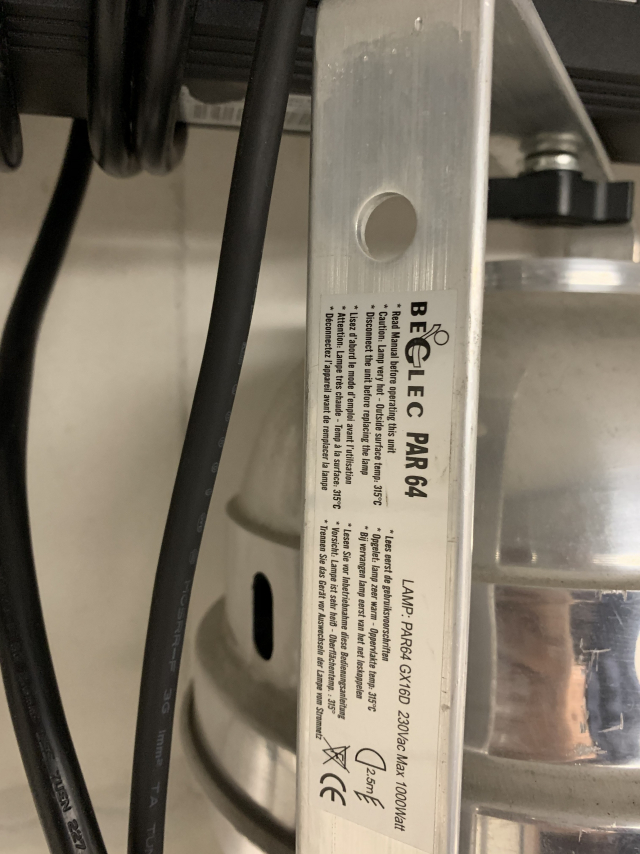 BEGLEC PAR 64
* Read Manual before operating this unit
* Caution: Lamp very hot - Outside surface temp: 315°C
* Disconnect the unit before replacing the lamp
* Lisez d'abord le mode d'emploi avant l'utilisation
* Attention: Lampe très chaude - Temp à la surface: 315°C
* Déconnectez l'appareil avant de remplacer la lampe
LAMP: PAR64 GX16D 230Vac Max 1000Watt
* Lees eerst de gebruiksvoorschriften
* Opgelet: lamp zeer warm - Oppervlakte temp: 315°C
* Bij vervangen lamp eerst van het net loskoppelen
* Lesen Sie vor Inbetriebnahme diese Bedienungsanleitung
* Vorsicht: Lampe ist sehr heiß - Oberflächentemp. : 315°
* Trennen Sie das Gerät vor Auswechseln der Lampe vom Stromnetz
2.5m
CE
3G 1mm² TA